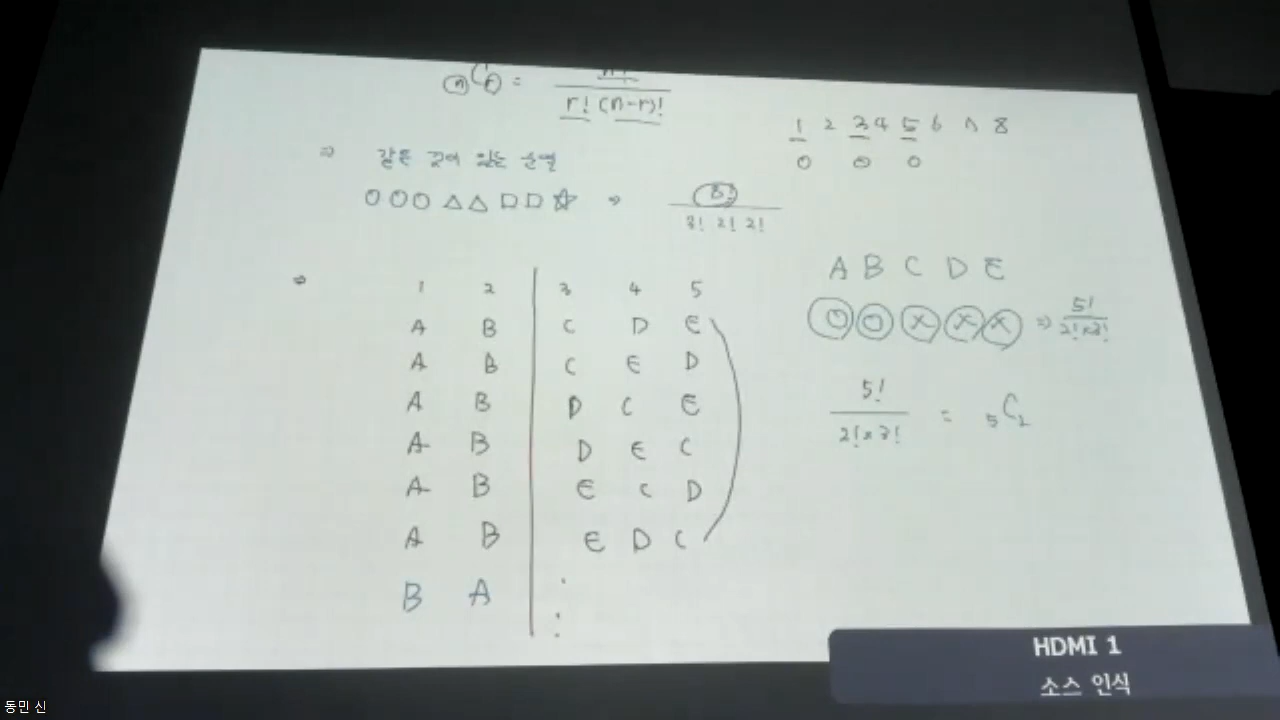 nCr = n! / r! (n-r)!
1 2 3 4 5 6 7 8
○ ○ ○
⇒ 같은 것이 있는 순열
○○○△△□□☆ ⇒ 8! / 3! 2! 2!
A B C D E
○ ○ × × × ⇒ 5! / 2!×3!
5! / 2!×3! = 5C2
⇒ 1 2 3 4 5
A B C D E
A B C E D
A B D C E
A B D E C
A B E C D
A B E D C
B A
HDMI 1
소스 인식
동민 신